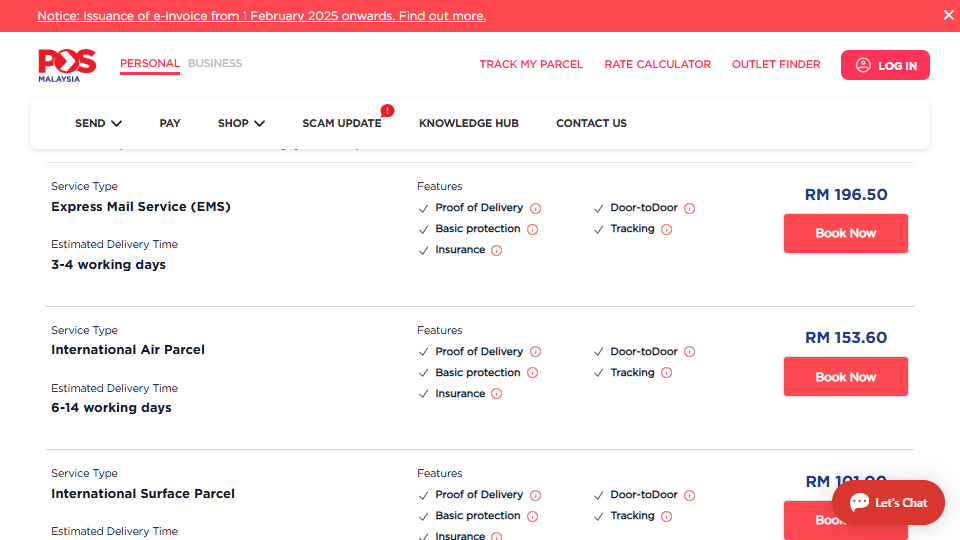 Notice: Issuance of e-Invoice from 1 February 2025 onwards. Find out more.
POS
MALAYSIA
PERSONAL BUSINESS
TRACK MY PARCEL RATE CALCULATOR OUTLET FINDER LOG IN
SEND PAY SHOP SCAM UPDATE ! KNOWLEDGE HUB CONTACT US
Service Type
Express Mail Service (EMS)
Estimated Delivery Time
3-4 working days
Features
Proof of Delivery Door-toDoor
Basic protection Tracking
Insurance
RM 196.50
Book Now
Service Type
International Air Parcel
Estimated Delivery Time
6-14 working days
Features
Proof of Delivery Door-toDoor
Basic protection Tracking
Insurance
RM 153.60
Book Now
Service Type
International Surface Parcel
Estimated Delivery Time
Features
Proof of Delivery Door-toDoor
Basic protection Tracking
Insurance
RM
Let's Chat